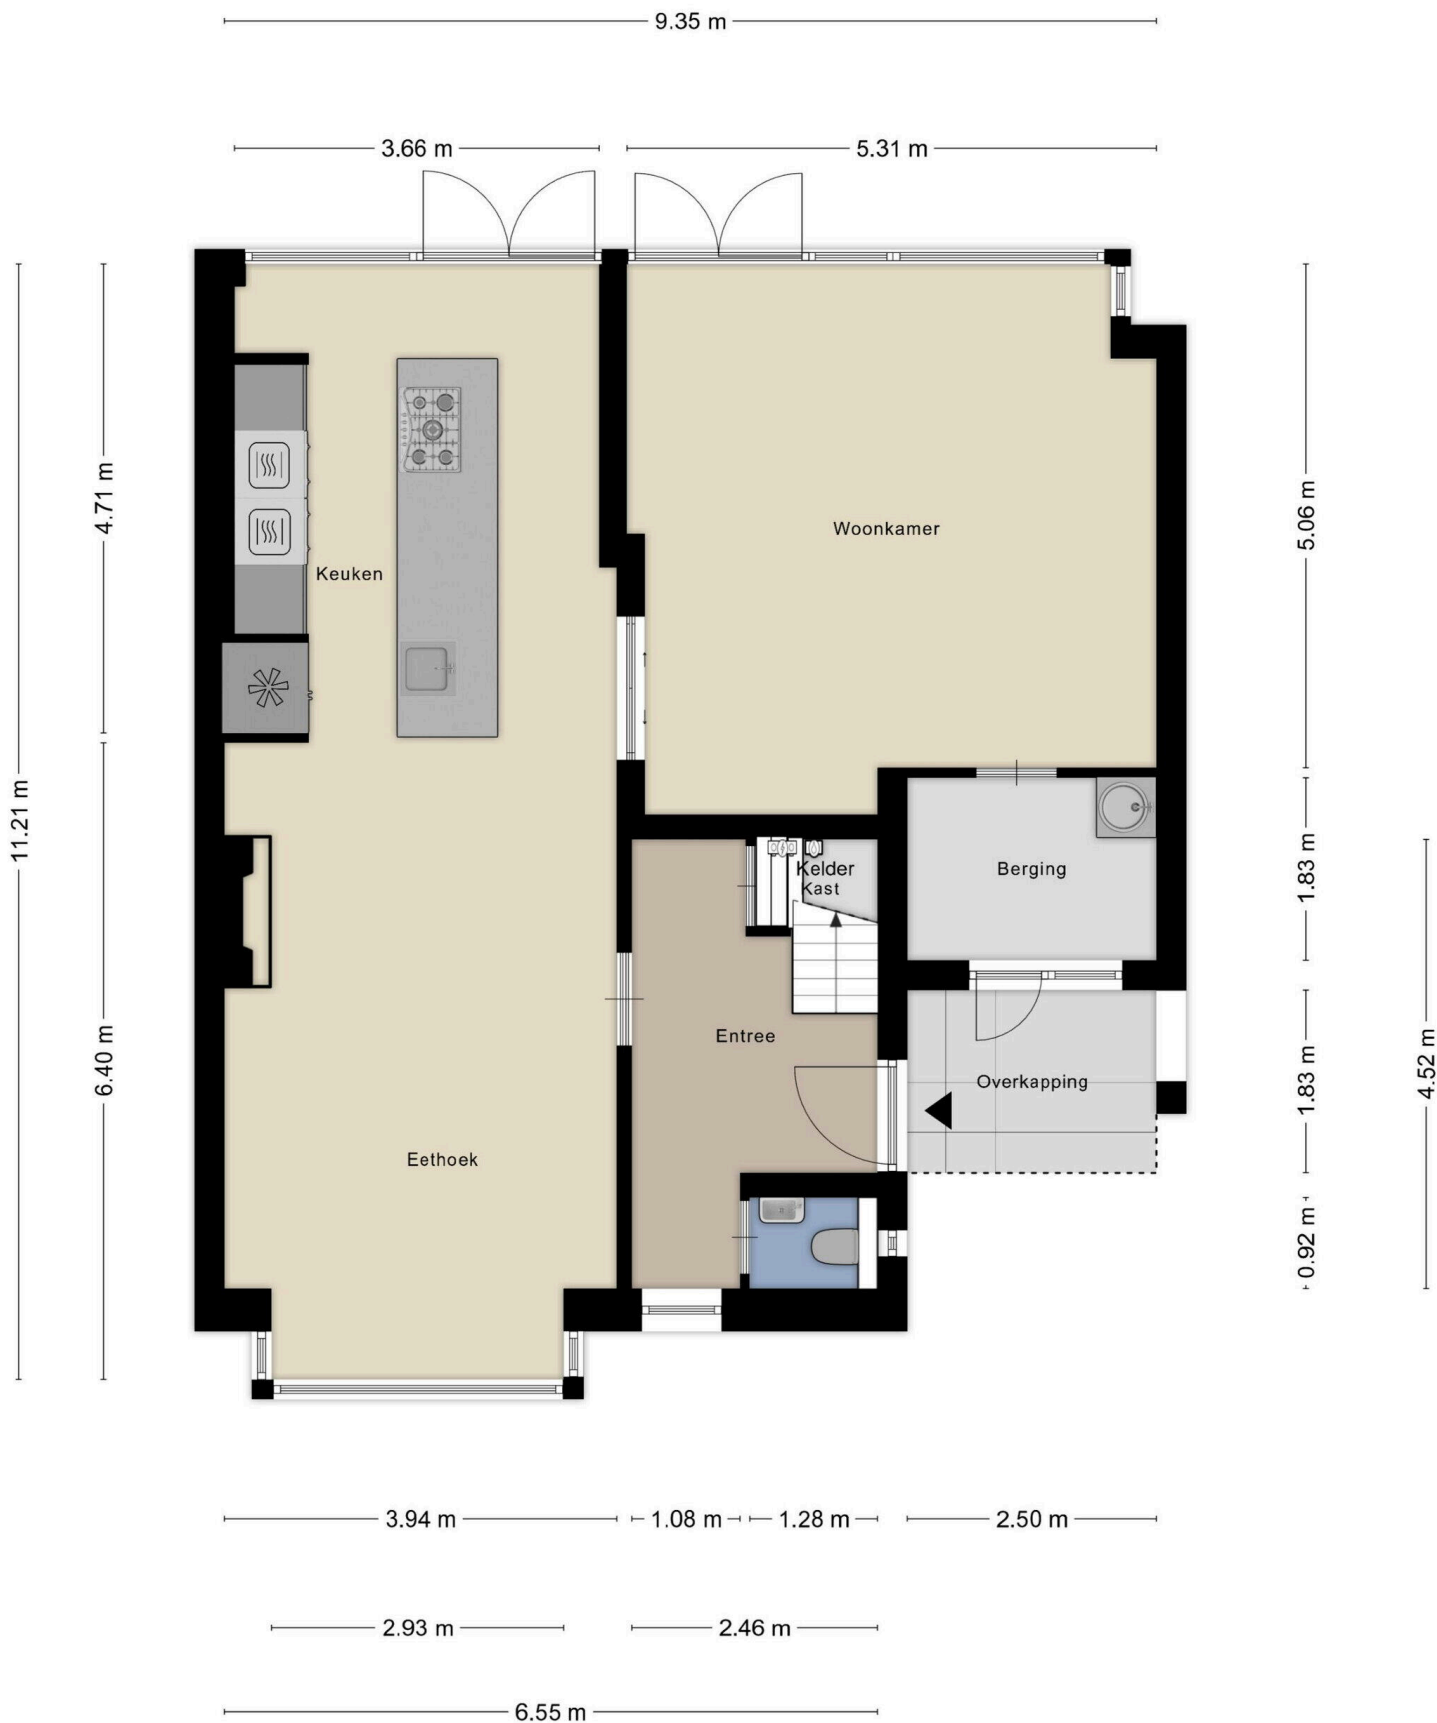 9.35 m
3.66 m
5.31 m
4.71 m
5.06 m
Woonkamer
Keuken
11.21 m
1.83 m
Kelder
Kast
Berging
Entree
6.40 m
1.83 m
4.52 m
Overkapping
Eethoek
0.92 m
3.94 m
1.08 m
1.28 m
2.50 m
2.93 m
2.46 m
6.55 m